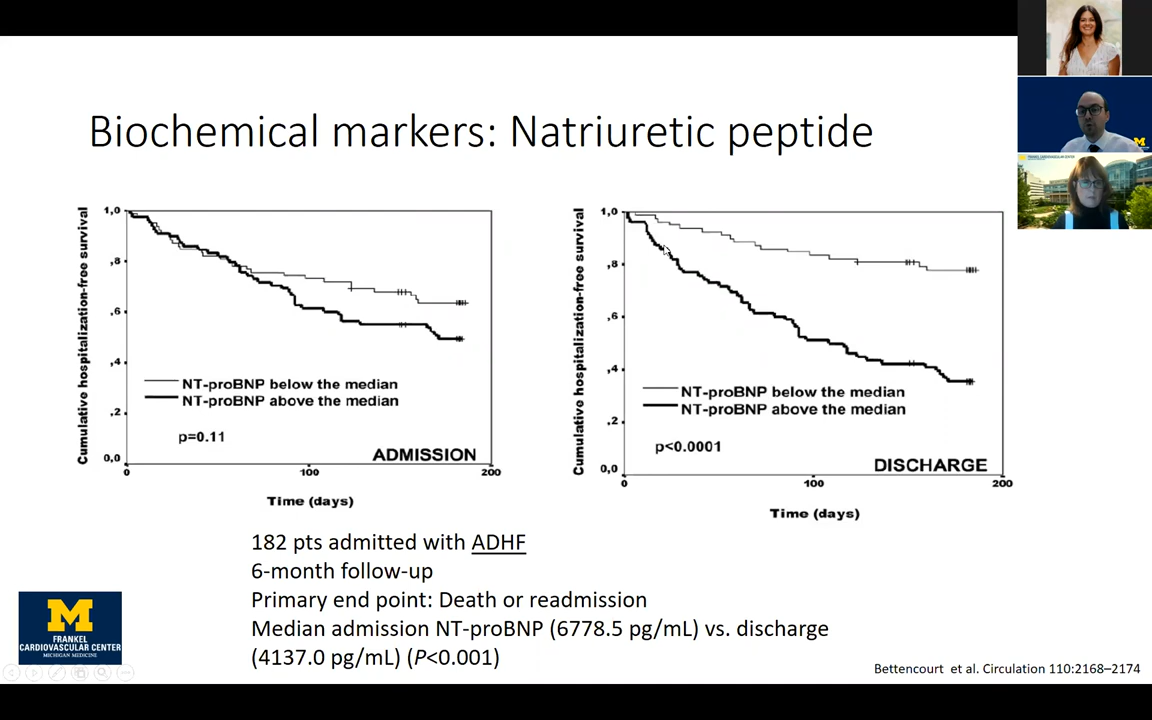 Biochemical markers: Natriuretic peptide
Cumulative hospitalization-free survival
1,0
,8
,6
,4
,2
0,0
NT-proBNP below the median
NT-proBNP above the median
p=0.11
ADMISSION
0
100
200
Time (days)
Cumulative hospitalization-free survival
1,0
,8
,6
,4
,2
0,0
NT-proBNP below the median
NT-proBNP above the median
p<0.0001
DISCHARGE
0
100
200
Time (days)
182 pts admitted with ADHF
6-month follow-up
Primary end point: Death or readmission
Median admission NT-proBNP (6778.5 pg/mL) vs. discharge
(4137.0 pg/mL) (P<0.001)
M
FRANKEL
CARDIOVASCULAR CENTER
MICHIGAN MEDICINE
Bettencourt et al. Circulation 110:2168–2174
M